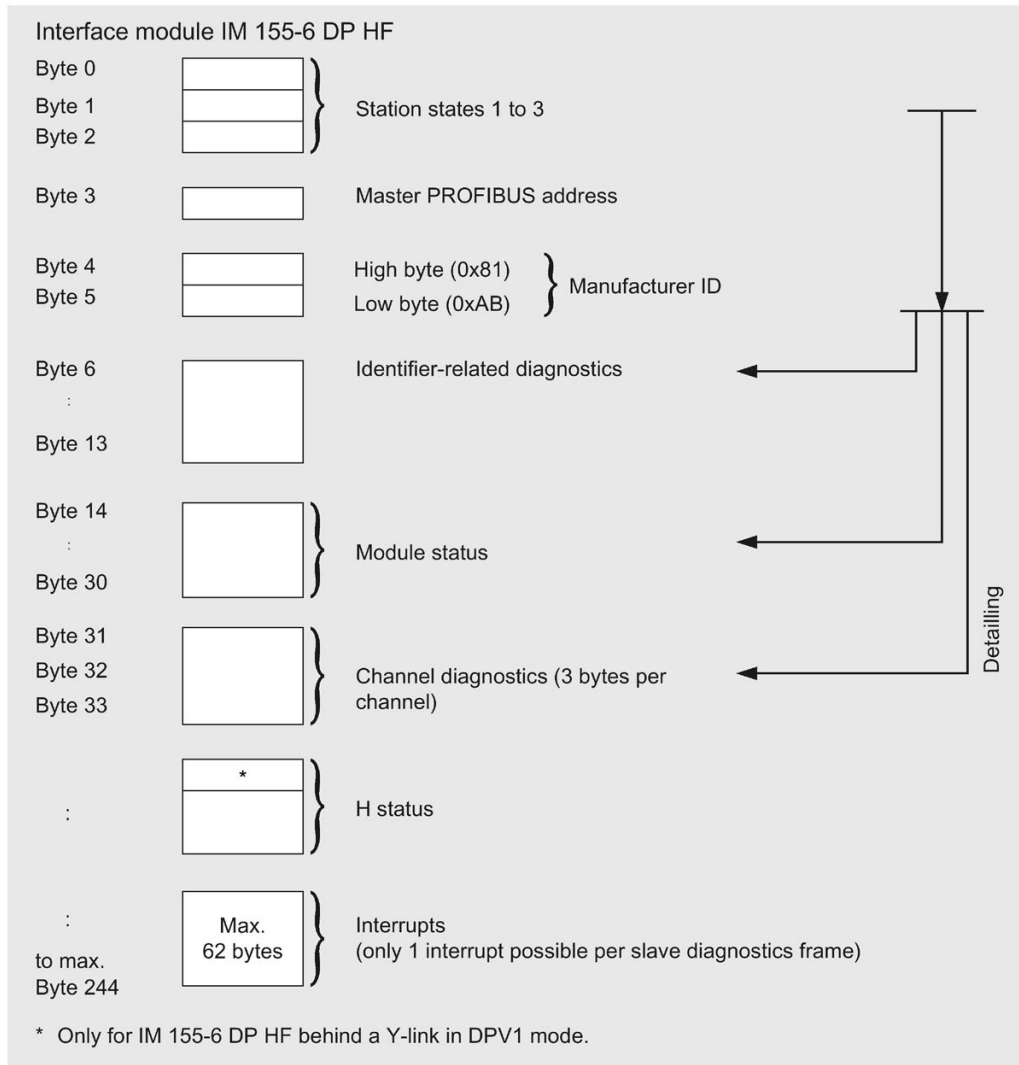 Interface module IM 155-6 DP HF
Byte 0
Byte 1
Byte 2
Station states 1 to 3
Byte 3
Master PROFIBUS address
Byte 4
High byte (0x81)
Byte 5
Low byte (0xAB)
Manufacturer ID
Byte 6
:
Byte 13
Identifier-related diagnostics
Byte 14
:
Byte 30
Module status
Byte 31
Byte 32
Byte 33
Channel diagnostics (3 bytes per
channel)
Detailling
*
:
H status
:
to max.
Byte 244
Max.
62 bytes
Interrupts
(only 1 interrupt possible per slave diagnostics frame)
* Only for IM 155-6 DP HF behind a Y-link in DPV1 mode.